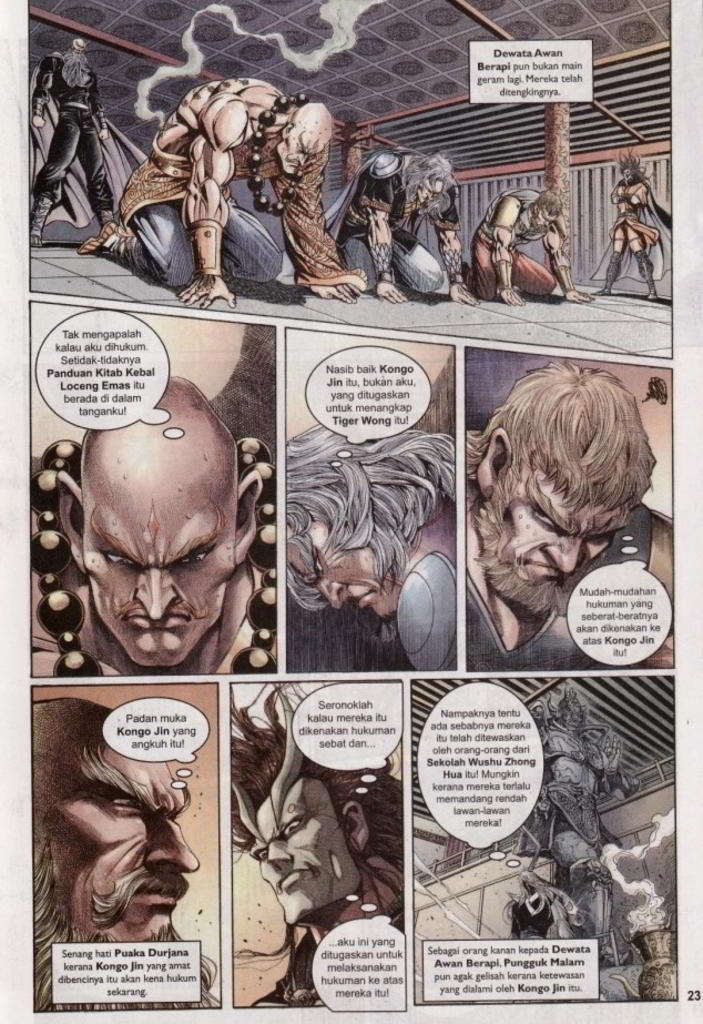 Dewata Awan
Berapi pun bukan main
geram lagi. Mereka telah
ditengkingnya.
Tak mengapalah
kalau aku dihukum.
Setidak-tidaknya
Panduan Kitab Kebal
Loceng Emas itu
berada di dalam
tanganku!
Nasib baik Kongo
Jin itu, bukan aku,
yang ditugaskan
untuk menangkap
Tiger Wong itu!
Mudah-mudahan
hukuman yang
seberat-beratnya
akan dikenakan ke
atas Kongo Jin
itu!
Padan muka
Kongo Jin yang
angkuh itu!
Senang hati Puaka Durjana
kerana Kongo Jin yang amat
dibencinya itu akan kena hukum
sekarang.
Seronoklah
kalau mereka itu
dikenakan hukuman
sebat dan...
...aku ini yang
ditugaskan untuk
melaksanakan
hukuman ke atas
mereka itu!
Nampaknya tentu
ada sebabnya mereka
itu telah ditewaskan
oleh orang-orang dari
Sekolah Wushu Zhong
Hua itu! Mungkin
kerana mereka terlalu
memandang rendah
lawan-lawan
mereka!
Sebagai orang kanan kepada Dewata
Awan Berapi, Pungguk Malam
pun agak gelisah kerana ketewasan
yang dialami oleh Kongo Jin itu.
23